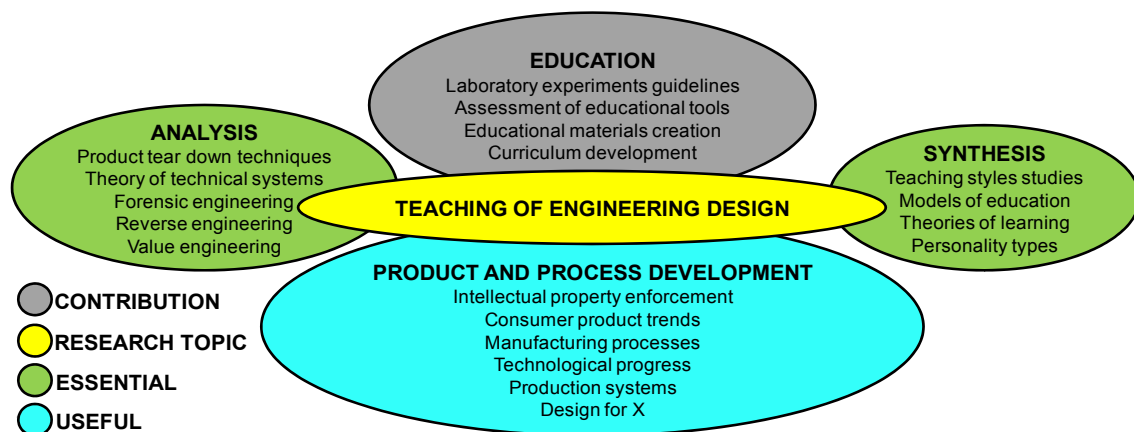 EDUCATION
Laboratory experiments guidelines
Assessment of educational tools
Educational materials creation
Curriculum development
ANALYSIS
Product tear down techniques
Theory of technical systems
Forensic engineering
Reverse engineering
Value engineering
SYNTHESIS
Teaching styles studies
Models of education
Theories of learning
Personality types
TEACHING OF ENGINEERING DESIGN
PRODUCT AND PROCESS DEVELOPMENT
Intellectual property enforcement
Consumer product trends
Manufacturing processes
Technological progress
Production systems
Design for X
CONTRIBUTION
RESEARCH TOPIC
ESSENTIAL
USEFUL